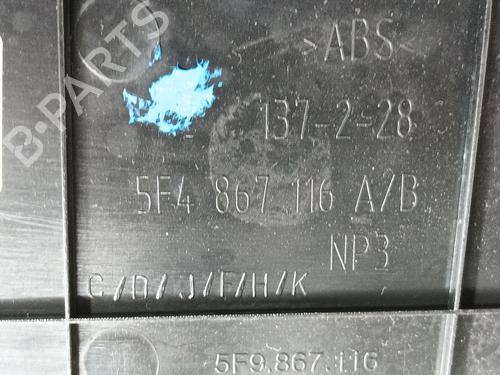 >ABS<
137-2-28
5F4 867 116 A/B
NP3
C/D/J/F/H/K
5F9.867.116
B-PARTS